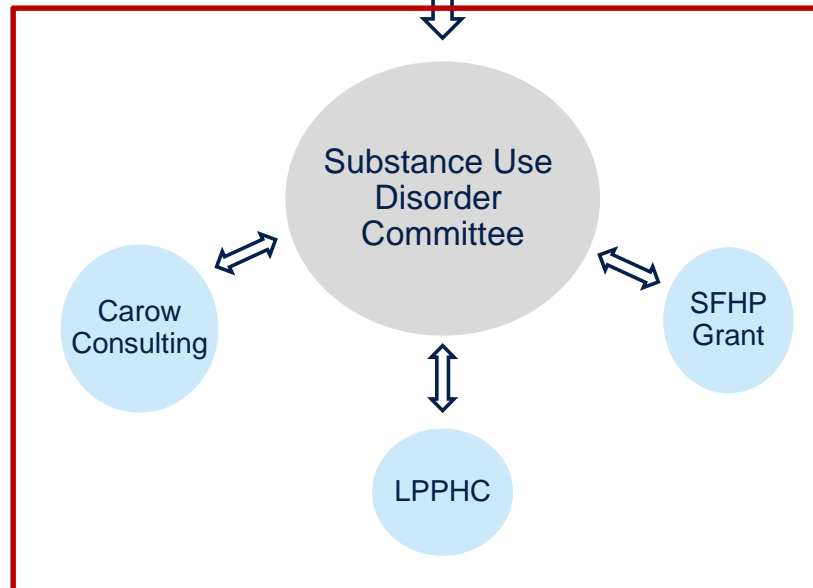 Substance Use
Disorder
Committee
Carow
Consulting
SFHP
Grant
LPPHC